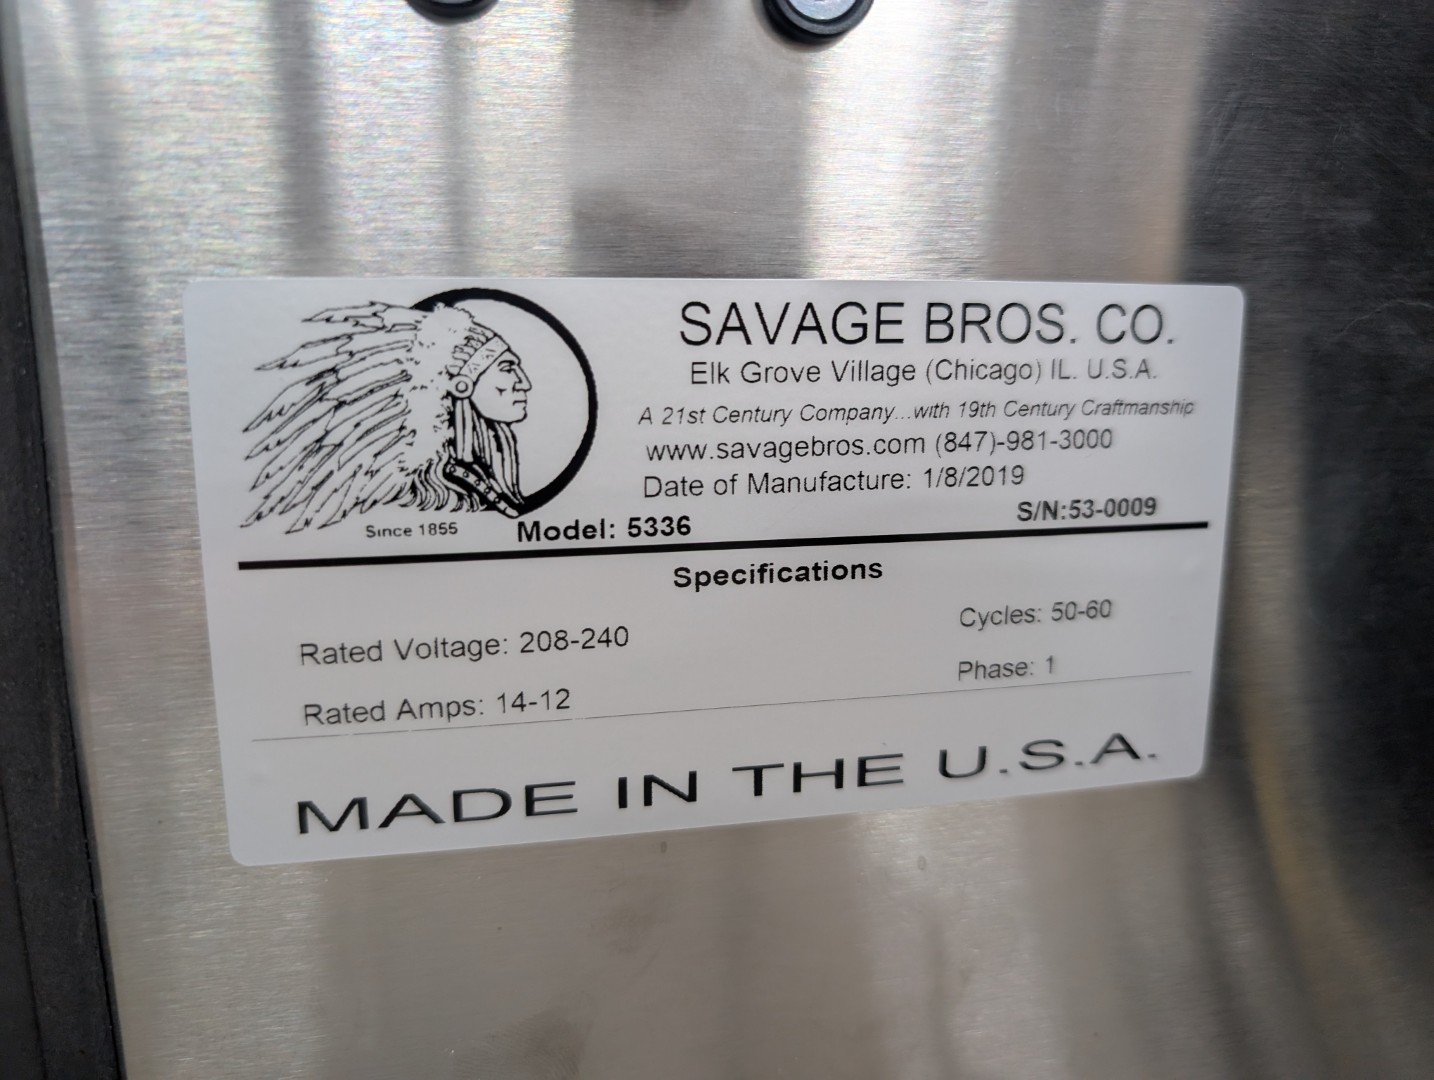 SAVAGE BROS. CO.
Elk Grove Village (Chicago) IL. U.S.A.
A 21st Century Company...with 19th Century Craftmanship
www.savagebros.com (847)-981-3000
Date of Manufacture: 1/8/2019
S/N:53-0009
Since 1855
Model: 5336
Specifications
Rated Voltage: 208-240
Cycles: 50-60
Rated Amps: 14-12
Phase: 1
MADE IN THE U.S.A.